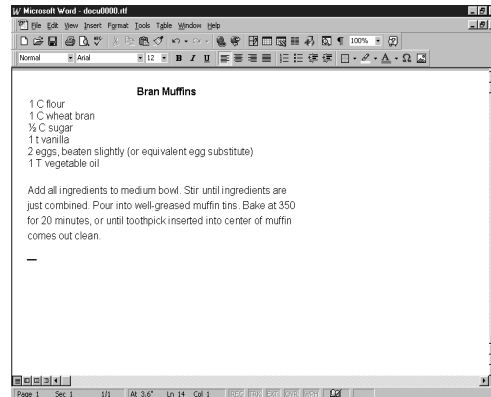 Microsoft Word - docu0000.rtf
File Edit View Insert Format Tools Table Window Help
100%
Normal Arial 12 B I U
Bran Muffins
1 C flour
1 C wheat bran
½ C sugar
1 t vanilla
2 eggs, beaten slightly (or equivalent egg substitute)
1 T vegetable oil
Add all ingredients to medium bowl. Stir until ingredients are
just combined. Pour into well-greased muffin tins. Bake at 350
for 20 minutes, or until toothpick inserted into center of muffin
comes out clean.
Page 1 Sec 1 1/1 At 3.6" Ln 14 Col 1 REC TRK EXT OVR WPH